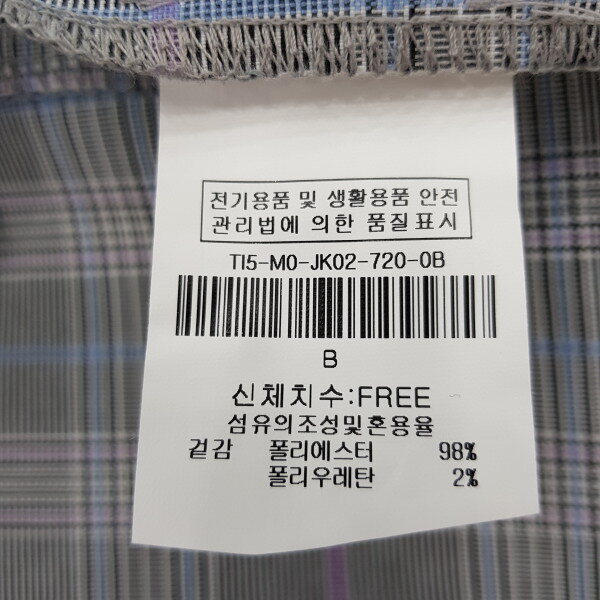 전기용품 및 생활용품 안전
관리법에 의한 품질표시
TI5-M0-JK02-720-0B
B
신체치수:FREE
섬유의조성및혼용율
겉감 폴리에스터 98%
폴리우레탄 2%